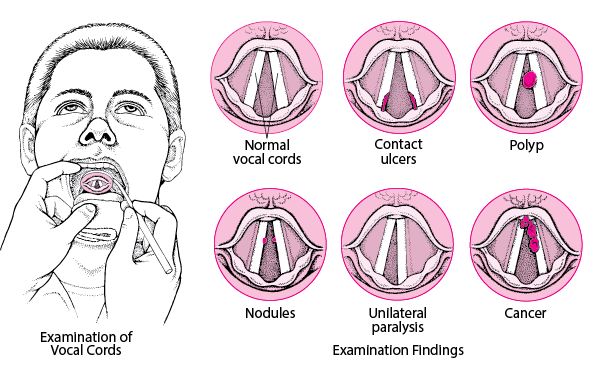 Normal
vocal cords
Contact
ulcers
Polyp
Nodules
Unilateral
paralysis
Cancer
Examination of
Vocal Cords
Examination Findings